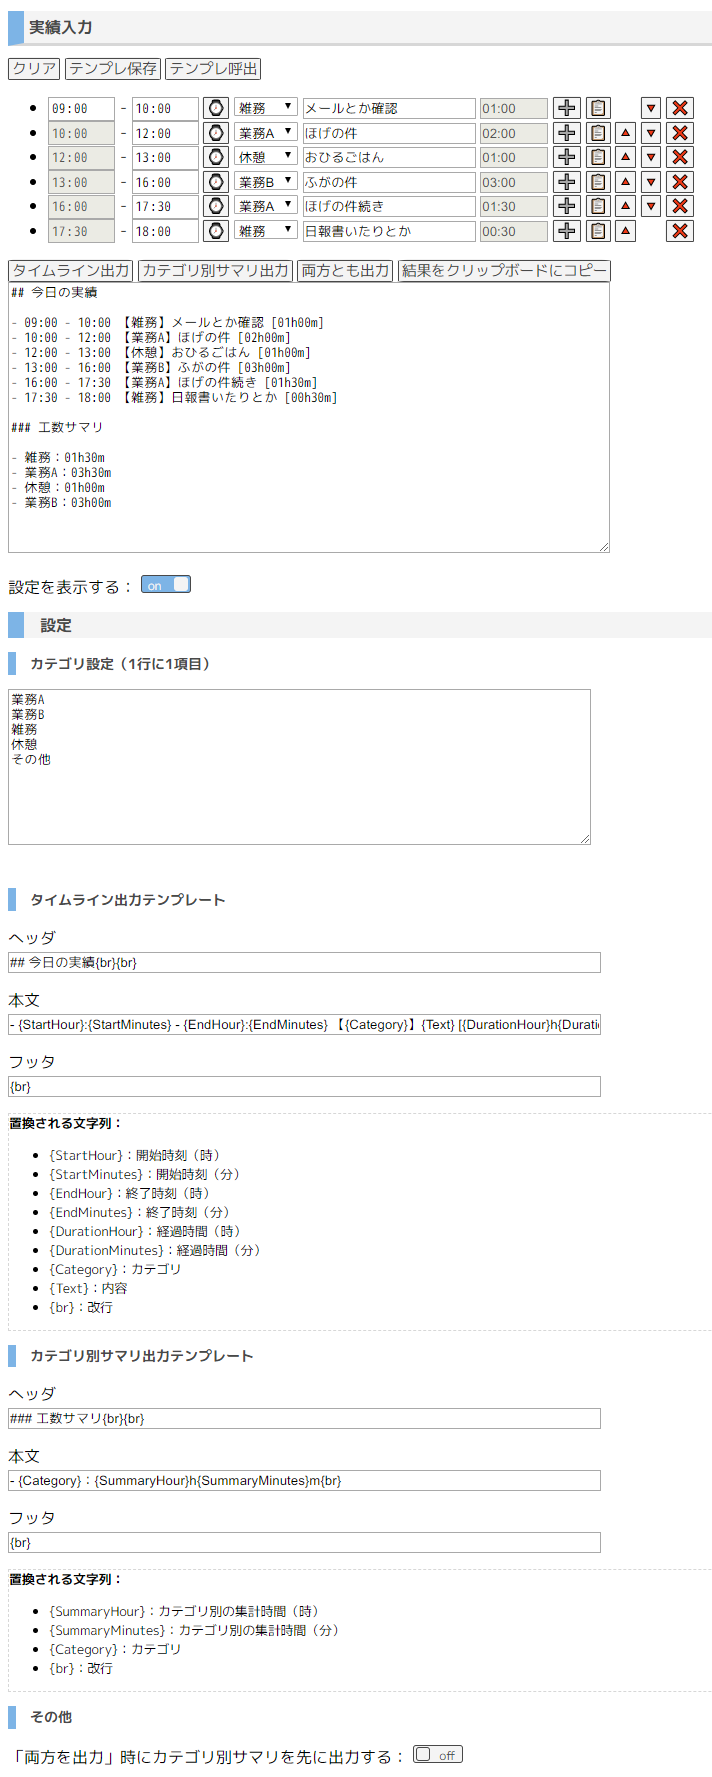 実績入力
クリア テンプレ保存 テンプレ呼出
09:00 - 10:00 雑務 メールとか確認 01:00
10:00 - 12:00 業務A ほげの件 02:00
12:00 - 13:00 休憩 おひるごはん 01:00
13:00 - 16:00 業務B ふがの件 03:00
16:00 - 17:30 業務A ほげの件続き 01:30
17:30 - 18:00 雑務 日報書いたりとか 00:30
タイムライン出力 カテゴリ別サマリ出力 両方とも出力 結果をクリップボードにコピー
## 今日の実績
- 09:00 - 10:00 【雑務】メールとか確認 [01h00m]
- 10:00 - 12:00 【業務A】ほげの件 [02h00m]
- 12:00 - 13:00 【休憩】おひるごはん [01h00m]
- 13:00 - 16:00 【業務B】ふがの件 [03h00m]
- 16:00 - 17:30 【業務A】ほげの件続き [01h30m]
- 17:30 - 18:00 【雑務】日報書いたりとか [00h30m]
### 工数サマリ
- 雑務：01h30m
- 業務A：03h30m
- 休憩：01h00m
- 業務B：03h00m
設定を表示する： on
設定
カテゴリ設定（1行に1項目）
業務A
業務B
雑務
休憩
その他
タイムライン出力テンプレート
ヘッダ
## 今日の実績{br}{br}
本文
- {StartHour}:{StartMinutes} - {EndHour}:{EndMinutes} 【{Category}】{Text} [{DurationHour}h{Durati
フッタ
{br}
置換される文字列：
{StartHour}：開始時刻（時）
{StartMinutes}：開始時刻（分）
{EndHour}：終了時刻（時）
{EndMinutes}：終了時刻（分）
{DurationHour}：経過時間（時）
{DurationMinutes}：経過時間（分）
{Category}：カテゴリ
{Text}：内容
{br}：改行
カテゴリ別サマリ出力テンプレート
ヘッダ
### 工数サマリ{br}{br}
本文
- {Category}：{SummaryHour}h{SummaryMinutes}m{br}
フッタ
{br}
置換される文字列：
{SummaryHour}：カテゴリ別の集計時間（時）
{SummaryMinutes}：カテゴリ別の集計時間（分）
{Category}：カテゴリ
{br}：改行
その他
「両方を出力」時にカテゴリ別サマリを先に出力する： off